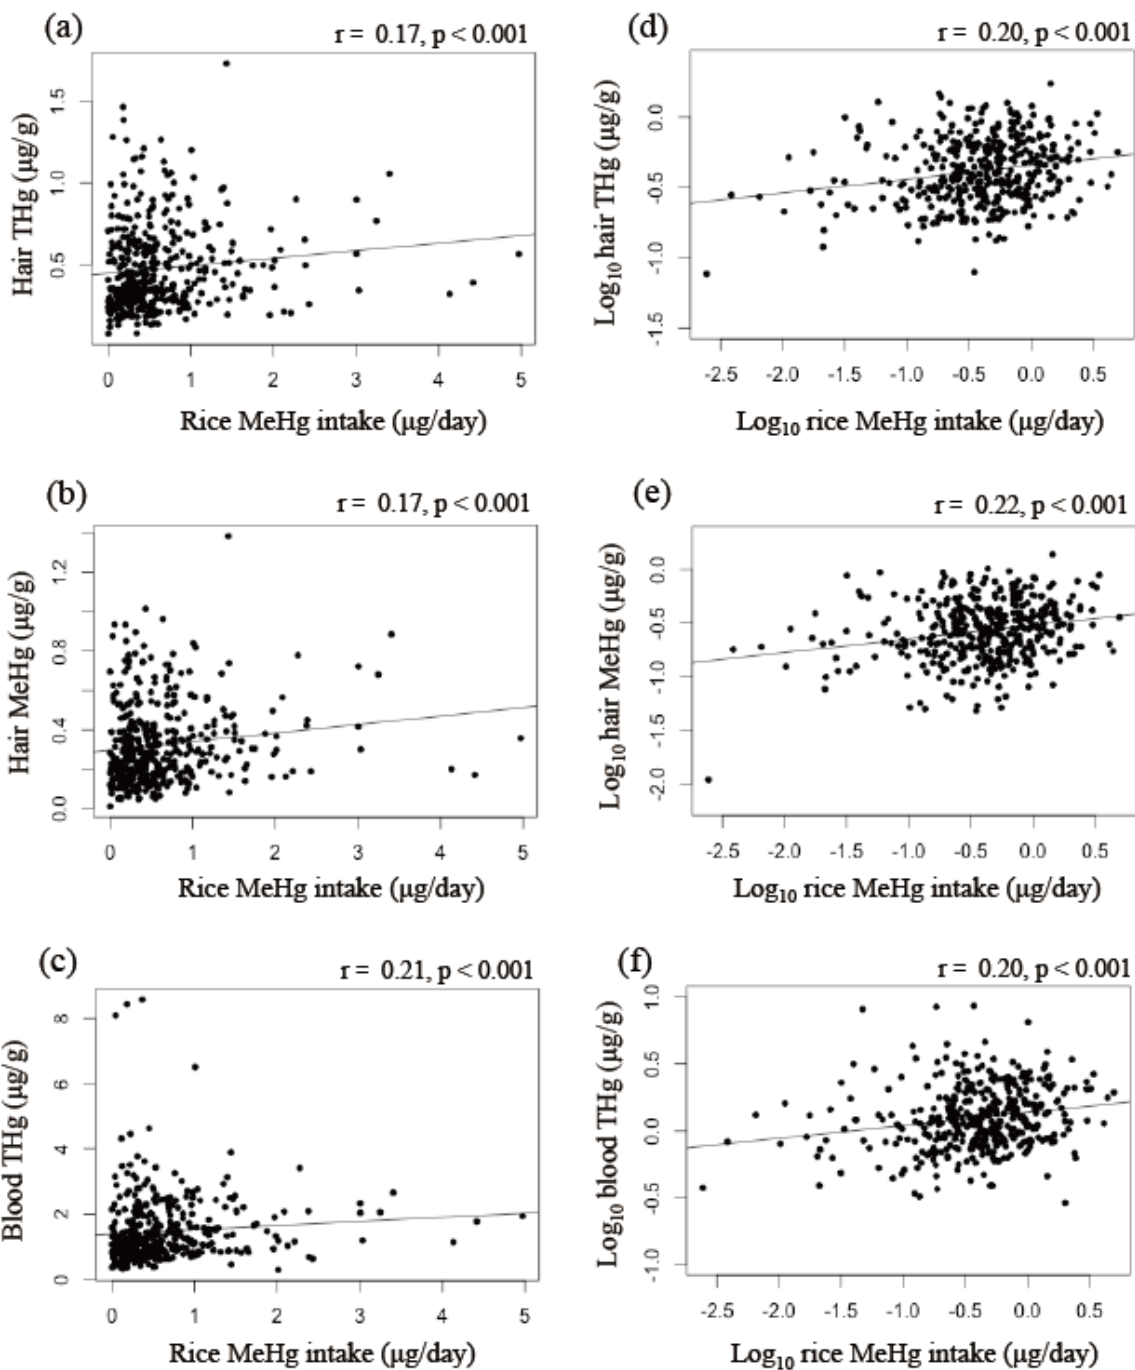 (a)
r = 0.17, p < 0.001
Hair THg (µg/g)
0.5 1.0 1.5
0 1 2 3 4 5
Rice MeHg intake (µg/day)
(d)
r = 0.20, p < 0.001
Log10 hair THg (µg/g)
-1.5 -1.0 -0.5 0.0
-2.5 -2.0 -1.5 -1.0 -0.5 0.0 0.5
Log10 rice MeHg intake (µg/day)
(b)
r = 0.17, p < 0.001
Hair MeHg (µg/g)
0.0 0.4 0.8 1.2
0 1 2 3 4 5
Rice MeHg intake (µg/day)
(e)
r = 0.22, p < 0.001
Log10 hair MeHg (µg/g)
-2.0 -1.5 -1.0 -0.5 0.0
-2.5 -2.0 -1.5 -1.0 -0.5 0.0 0.5
Log10 rice MeHg intake (µg/day)
(c)
r = 0.21, p < 0.001
Blood THg (µg/g)
0 2 4 6 8
0 1 2 3 4 5
Rice MeHg intake (µg/day)
(f)
r = 0.20, p < 0.001
Log10 blood THg (µg/g)
-1.0 -0.5 0.0 0.5 1.0
-2.5 -2.0 -1.5 -1.0 -0.5 0.0 0.5
Log10 rice MeHg intake (µg/day)